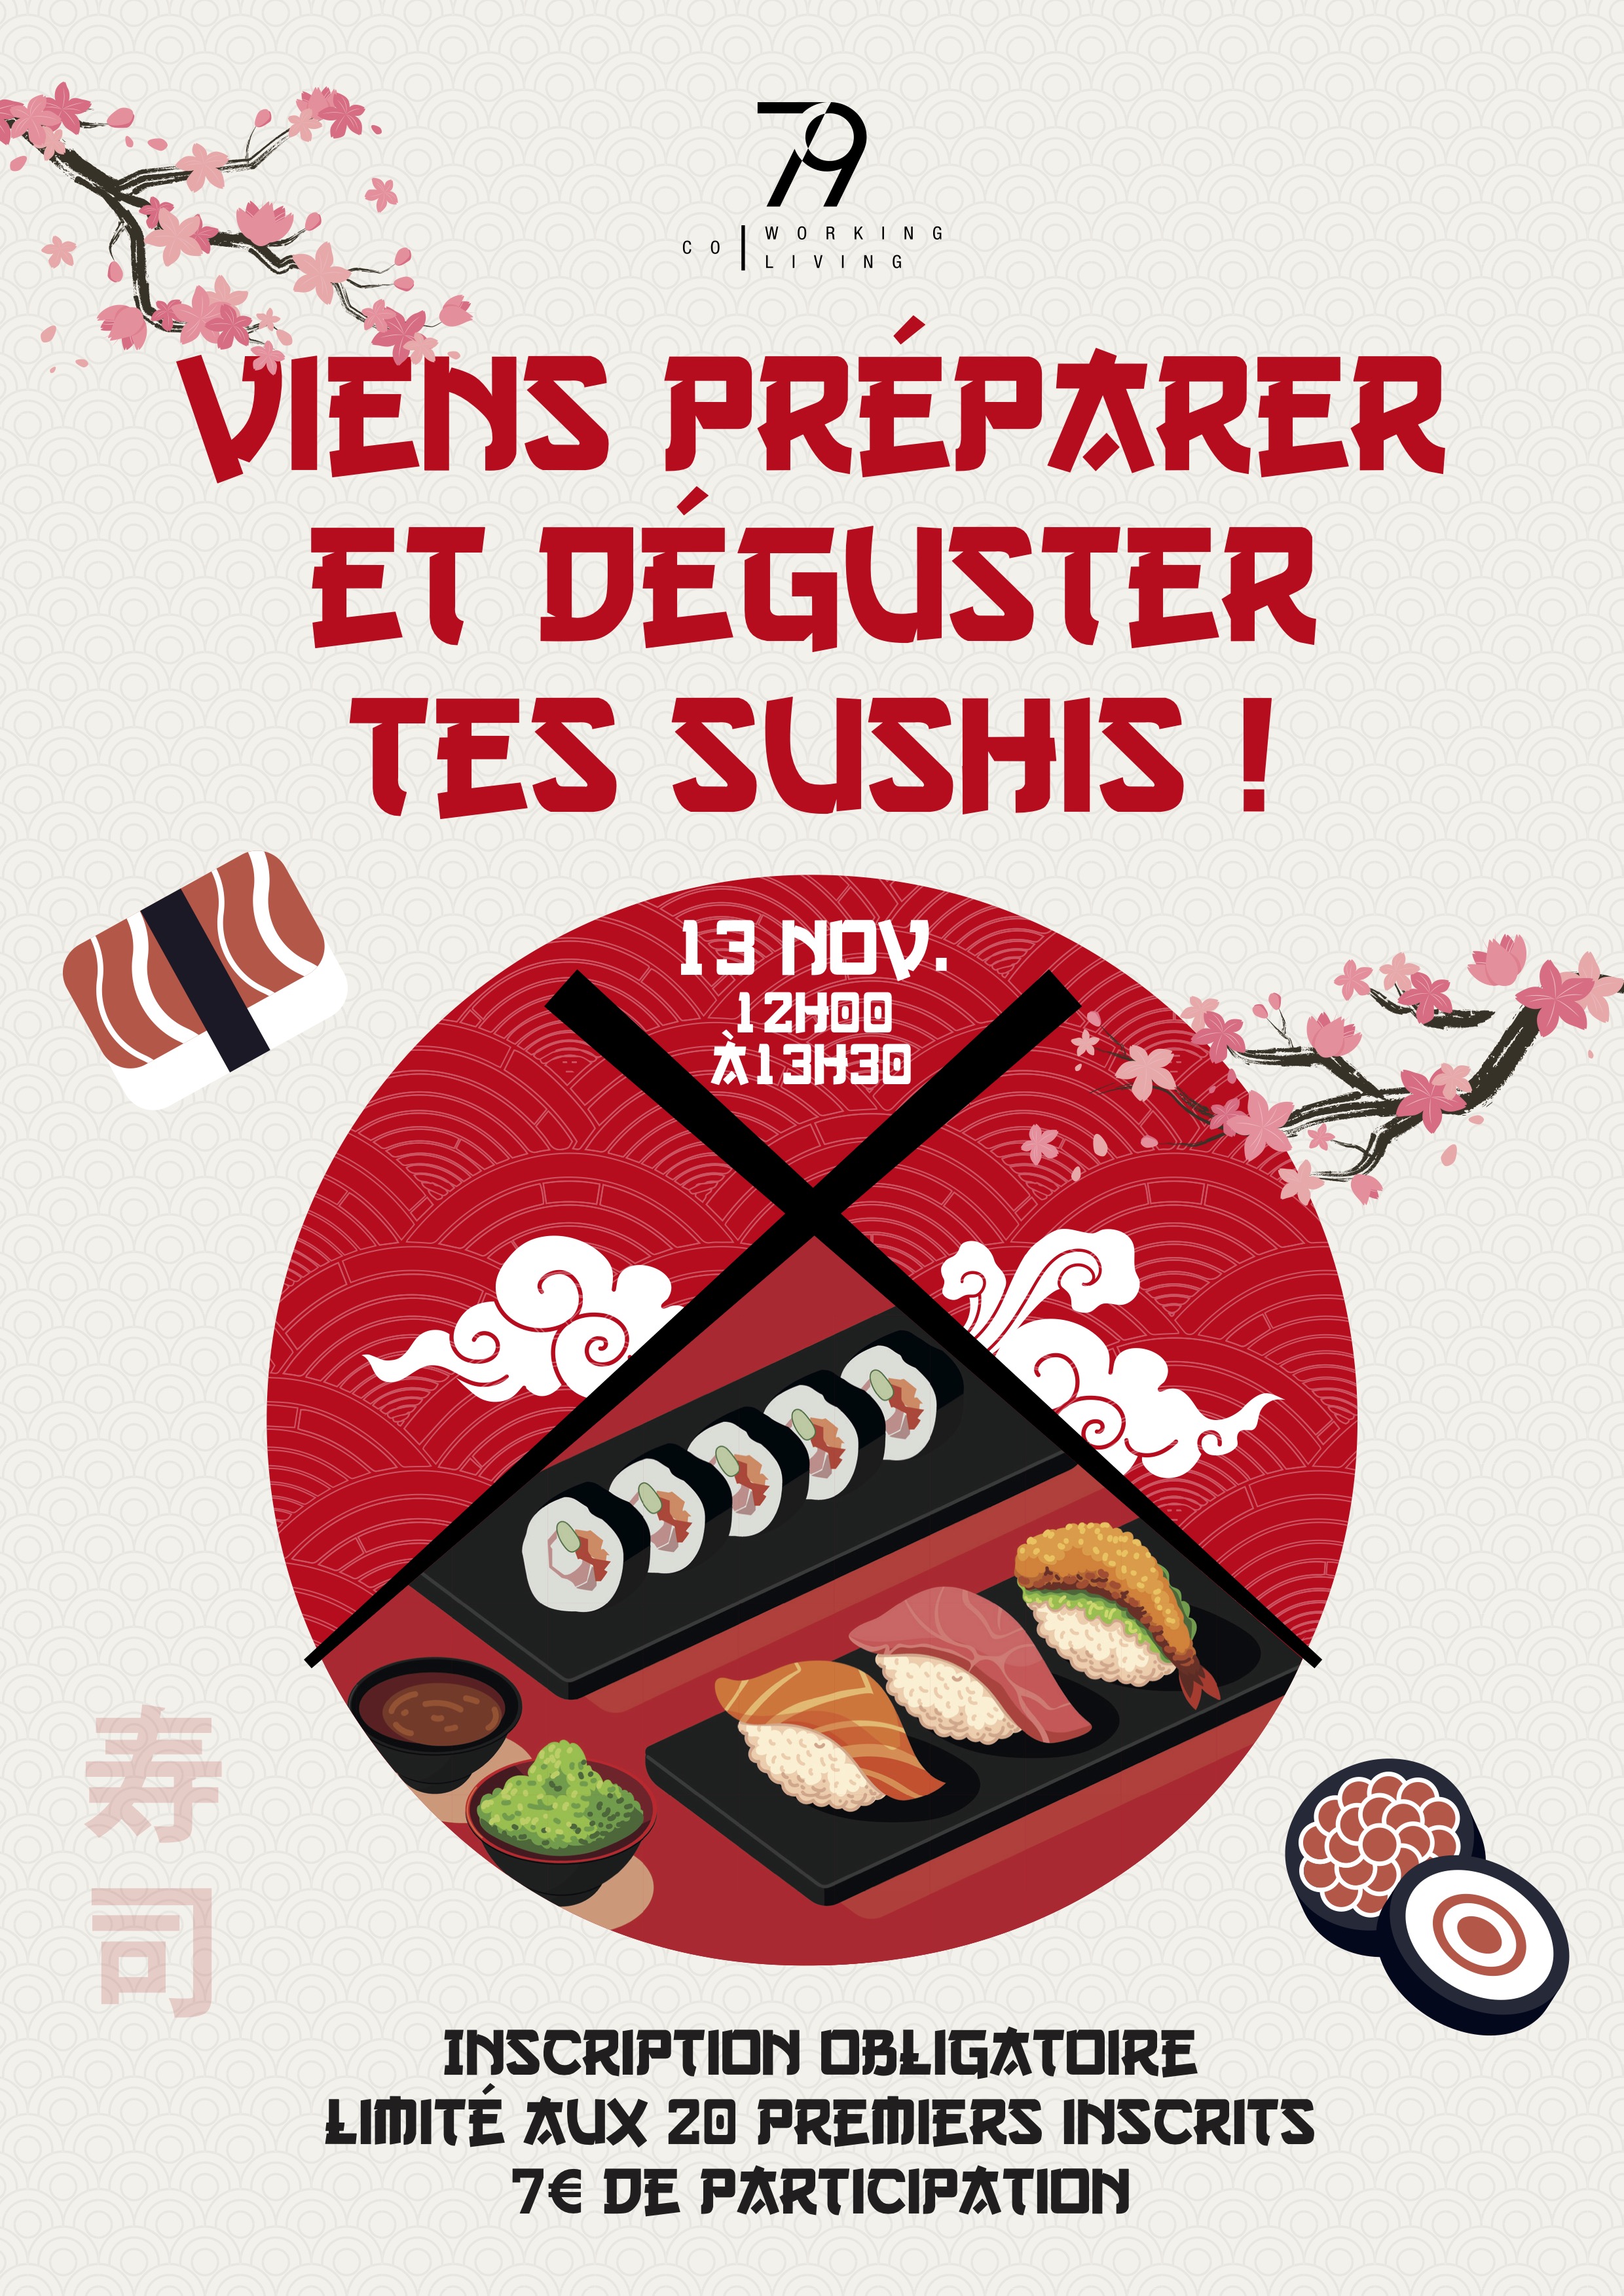 79
CO | WORKING
LIVING
VIENS PRÉPARER
ET DÉGUSTER
TES SUSHIS !
13 NOV.
12H00
À13H30
寿
司
INSCRIPTION OBLIGATOIRE
LIMITÉ AUX 20 PREMIERS INSCRITS
7€ DE PARTICIPATION